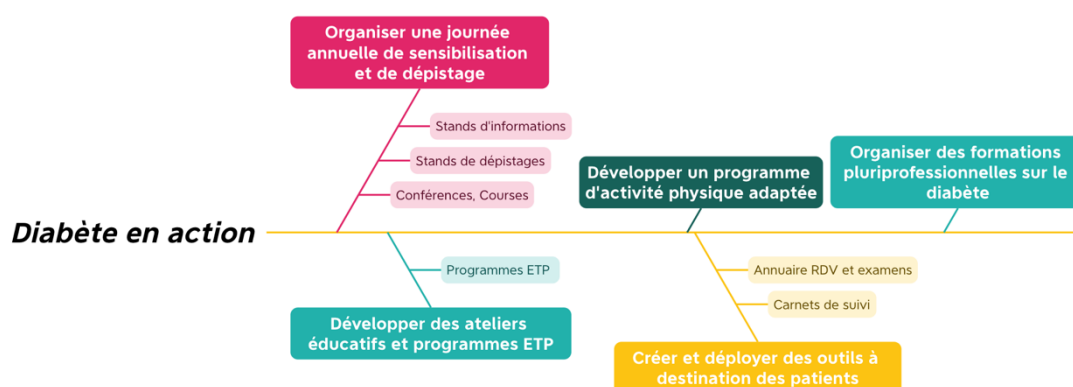 Organiser une journée
annuelle de sensibilisation
et de dépistage
Stands d'informations
Stands de dépistages
Conférences, Courses
Développer un programme
d'activité physique adaptée
Organiser des formations
pluriprofessionnelles sur le
diabète
Diabète en action
Programmes ETP
Développer des ateliers
éducatifs et programmes ETP
Annuaire RDV et examens
Carnets de suivi
Créer et déployer des outils à
destination des patients